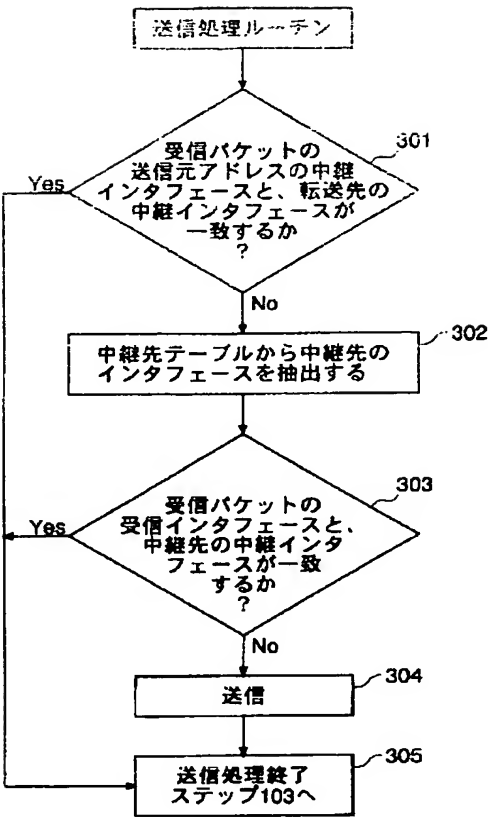 送信処理ルーチン
301
受信パケットの
送信元アドレスの中継
インタフェースと、転送先の
中継インタフェースが
一致するか
?
Yes
No
302
中継先テーブルから中継先の
インタフェースを抽出する
303
受信パケットの
受信インタフェースと、
中継先の中継インタ
フェースが一致
するか
?
Yes
No
304
送信
305
送信処理終了
ステップ103へ